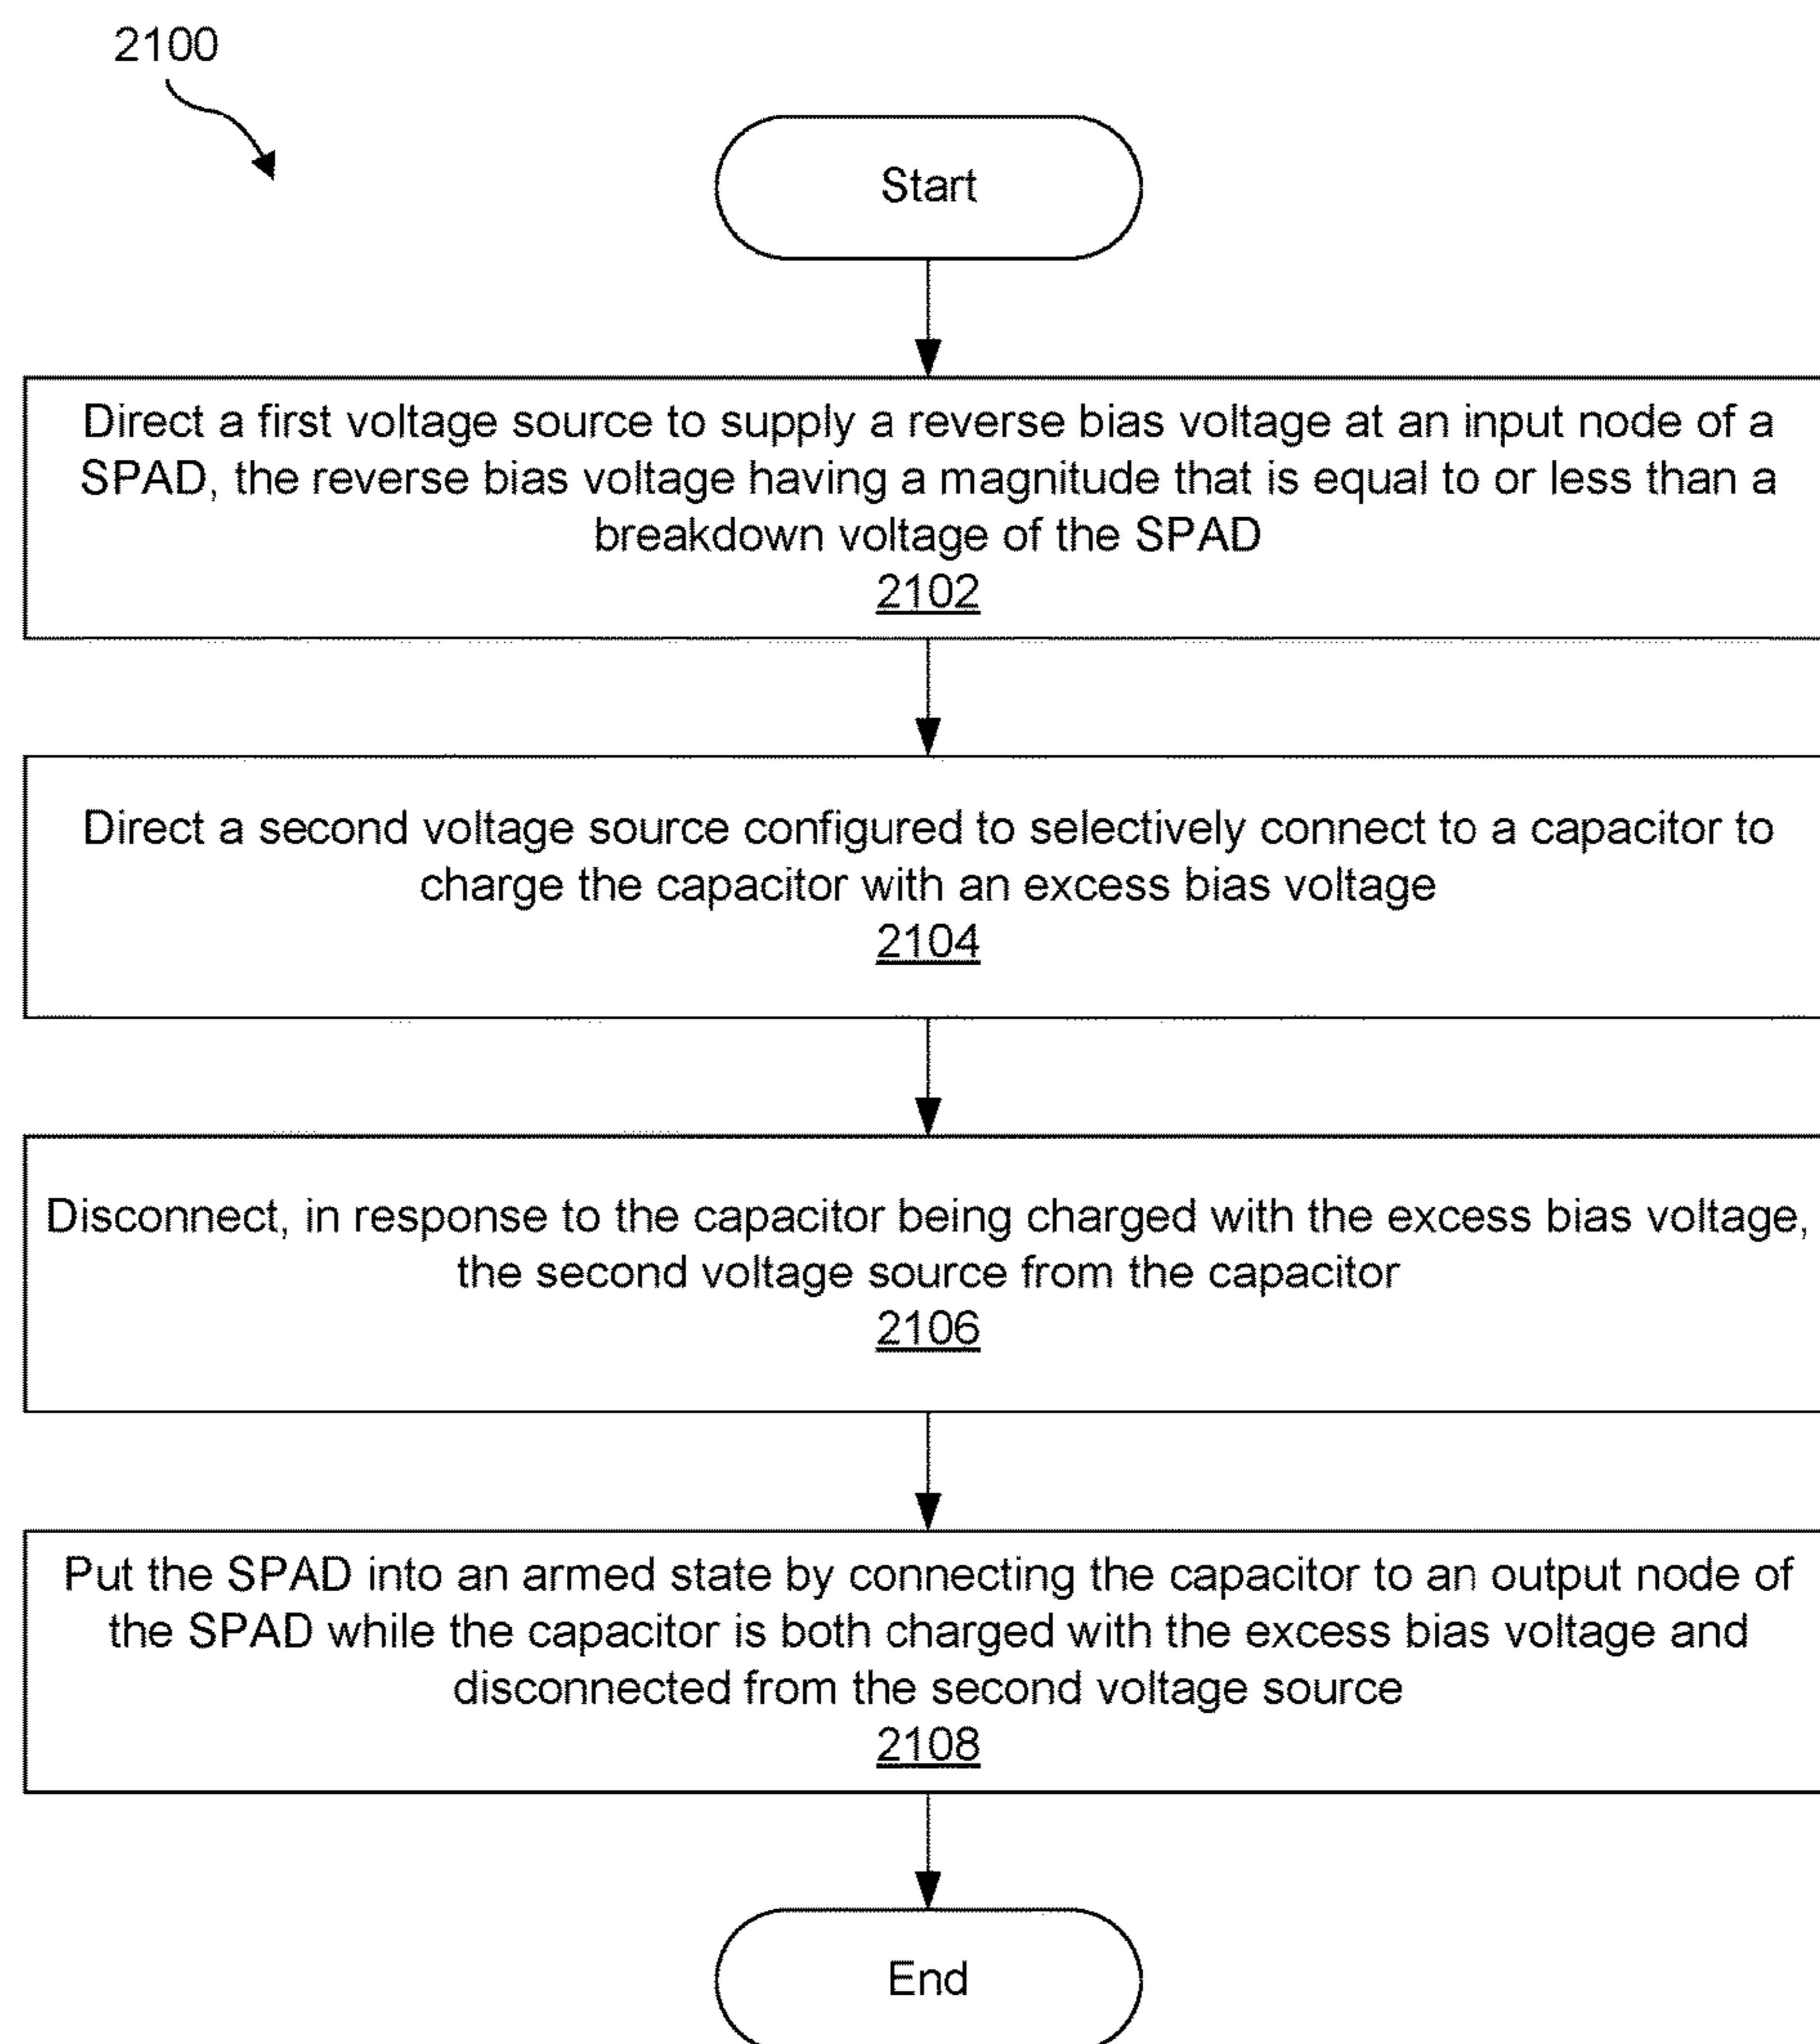 2100
Start
Direct a first voltage source to supply a reverse bias voltage at an input node of a
SPAD, the reverse bias voltage having a magnitude that is equal to or less than a
breakdown voltage of the SPAD
2102
Direct a second voltage source configured to selectively connect to a capacitor to
charge the capacitor with an excess bias voltage
2104
Disconnect, in response to the capacitor being charged with the excess bias voltage,
the second voltage source from the capacitor
2106
Put the SPAD into an armed state by connecting the capacitor to an output node of
the SPAD while the capacitor is both charged with the excess bias voltage and
disconnected from the second voltage source
2108
End